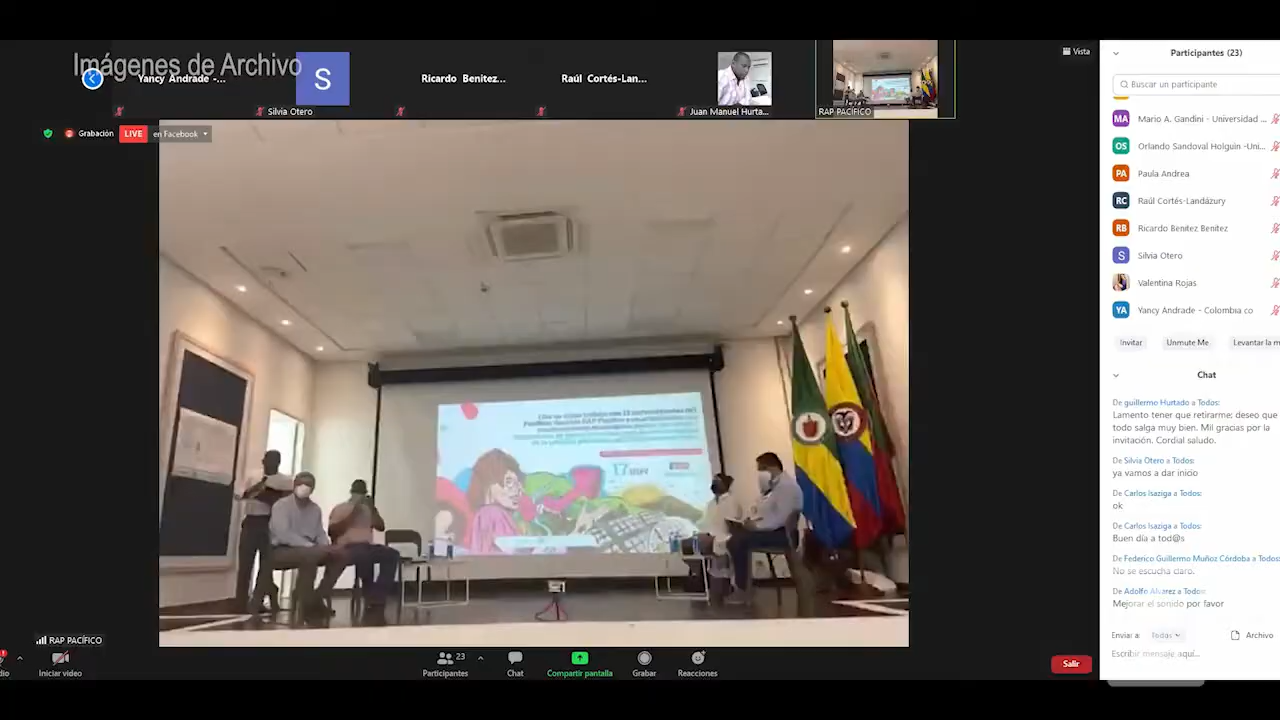 Imágenes de Archivo
Yancy Andrade -...
S
Silvia Otero
Ricardo Benitez...
Raúl Cortés-Lan...
Juan Manuel Hurta...
RAP PACÍFICO
Vista
Grabación
LIVE
en Facebook
17
RAP PACÍFICO
Iniciar video
Participantes
23
Chat
Compartir pantalla
Grabar
Reacciones
Salir
Participantes (23)
Buscar un participante
MA
Mario A. Gandini - Universidad ...
OS
Orlando Sandoval Holguin -Uni...
PA
Paula Andrea
RC
Raúl Cortés-Landázury
RB
Ricardo Benitez Benitez
S
Silvia Otero
Valentina Rojas
YA
Yancy Andrade - Colombia co
Invitar
Unmute Me
Levantar la m
Chat
De guillermo Hurtado a Todos:
Lamento tener que retirarme; deseo que
todo salga muy bien. Mil gracias por la
invitación. Cordial saludo.
De Silvia Otero a Todos:
ya vamos a dar inicio
De Carlos Isaziga a Todos:
ok
De Carlos Isaziga a Todos:
Buen día a tod@s
De Federico Guillermo Muñoz Córdoba a Todos:
No se escucha claro.
De Adolfo Alvarez a Todos:
Mejorar el sonido por favor
Enviar a:
Todos
Archivo
Escribir mensaje aquí...